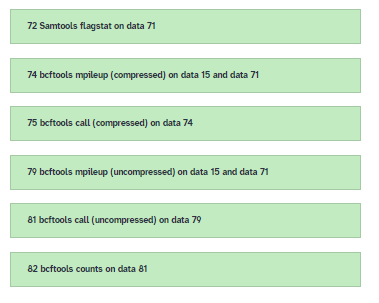 72 Samtools flagstat on data 71
74 bcftools mpileup (compressed) on data 15 and data 71
75 bcftools call (compressed) on data 74
79 bcftools mpileup (uncompressed) on data 15 and data 71
81 bcftools call (uncompressed) on data 79
82 bcftools counts on data 81